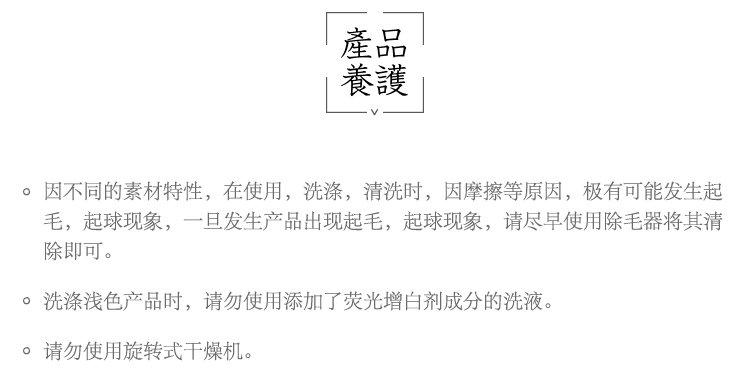 產品
養護
因不同的素材特性，在使用，洗涤，清洗时，因摩擦等原因，极有可能发生起
毛，起球现象，一旦发生产品出现起毛，起球现象，请尽早使用除毛器将其清
除即可。
洗涤浅色产品时，请勿使用添加了荧光增白剂成分的洗液。
请勿使用旋转式干燥机。